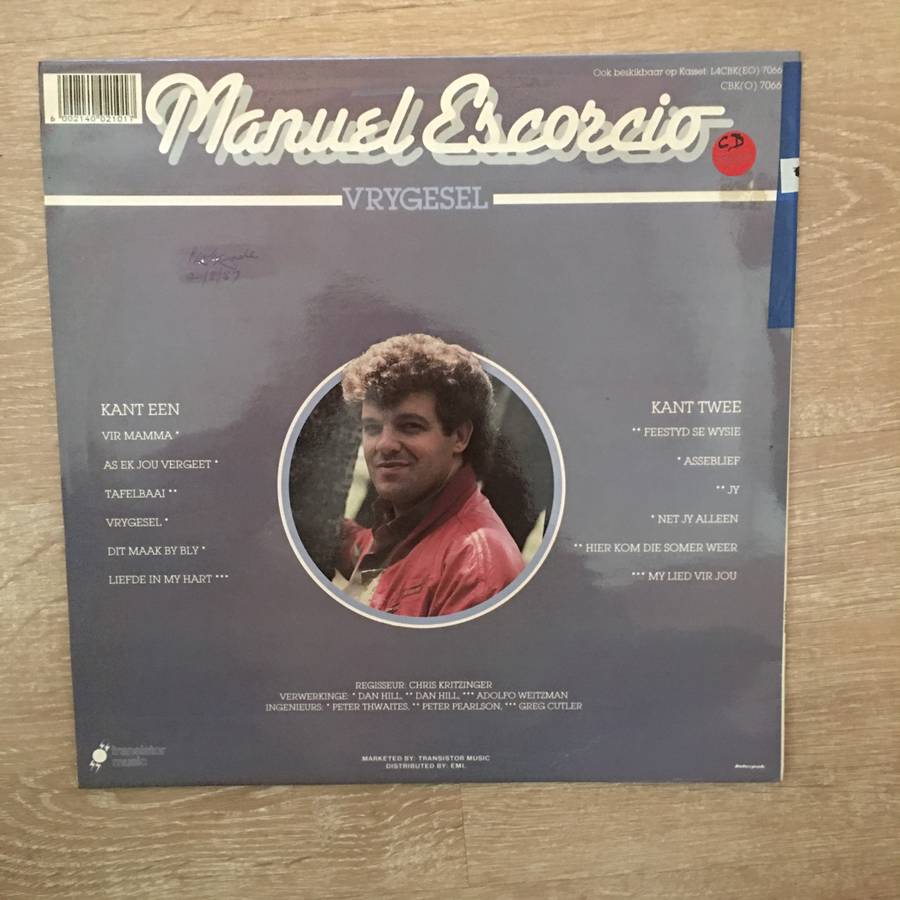 Ook beskikbaar op Kasset: L4CBK(EO) 7066
CBK(O) 7066
6 002140 021017
Manuel Escorcio
CD
VRYGESEL
KANT EEN
VIR MAMMA *
AS EK JOU VERGEET *
TAFELBAAI **
VRYGESEL *
DIT MAAK BY BLY *
LIEFDE IN MY HART ***
KANT TWEE
** FEESTYD SE WYSIE
* ASSEBLIEF
** JY
* NET JY ALLEEN
** HIER KOM DIE SOMER WEER
*** MY LIED VIR JOU
REGISSEUR: CHRIS KRITZINGER
VERWERKINGE: * DAN HILL, ** DAN HILL, *** ADOLFO WEITZMAN
INGENIEURS: * PETER THWAITES, ** PETER PEARLSON, *** GREG CUTLER
transistor
music
MARKETED BY: TRANSISTOR MUSIC
DISTRIBUTED BY: EMI.